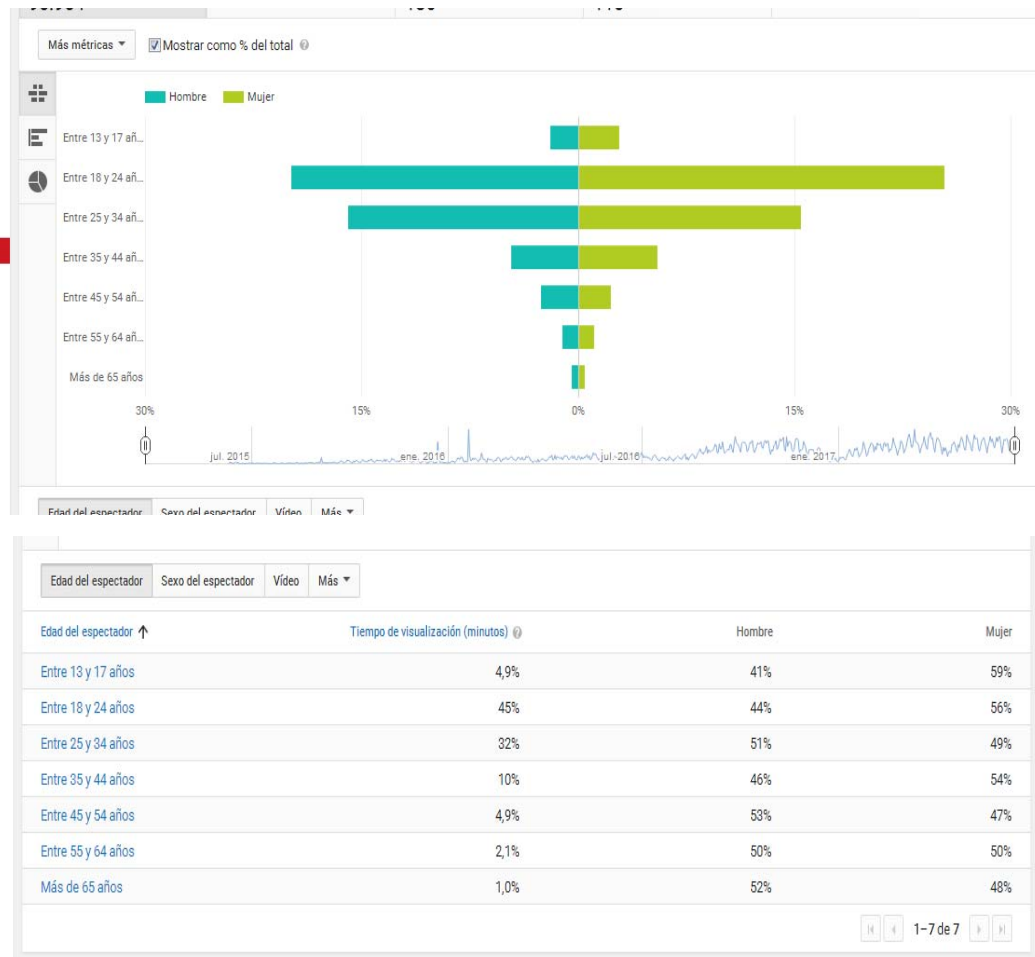 Más métricas Mostrar como % del total
Hombre Mujer
Entre 13 y 17 añ...
Entre 18 y 24 añ...
Entre 25 y 34 añ...
Entre 35 y 44 añ...
Entre 45 y 54 añ...
Entre 55 y 64 añ...
Más de 65 años
30% 15% 0% 15% 30%
jul. 2015 ene. 2016 jul. 2016 ene. 2017
Edad del espectador Sexo del espectador Vídeo Más
Edad del espectador Sexo del espectador Vídeo Más
Edad del espectador Tiempo de visualización (minutos) Hombre Mujer
Entre 13 y 17 años 4,9% 41% 59%
Entre 18 y 24 años 45% 44% 56%
Entre 25 y 34 años 32% 51% 49%
Entre 35 y 44 años 10% 46% 54%
Entre 45 y 54 años 4,9% 53% 47%
Entre 55 y 64 años 2,1% 50% 50%
Más de 65 años 1,0% 52% 48%
1–7 de 7